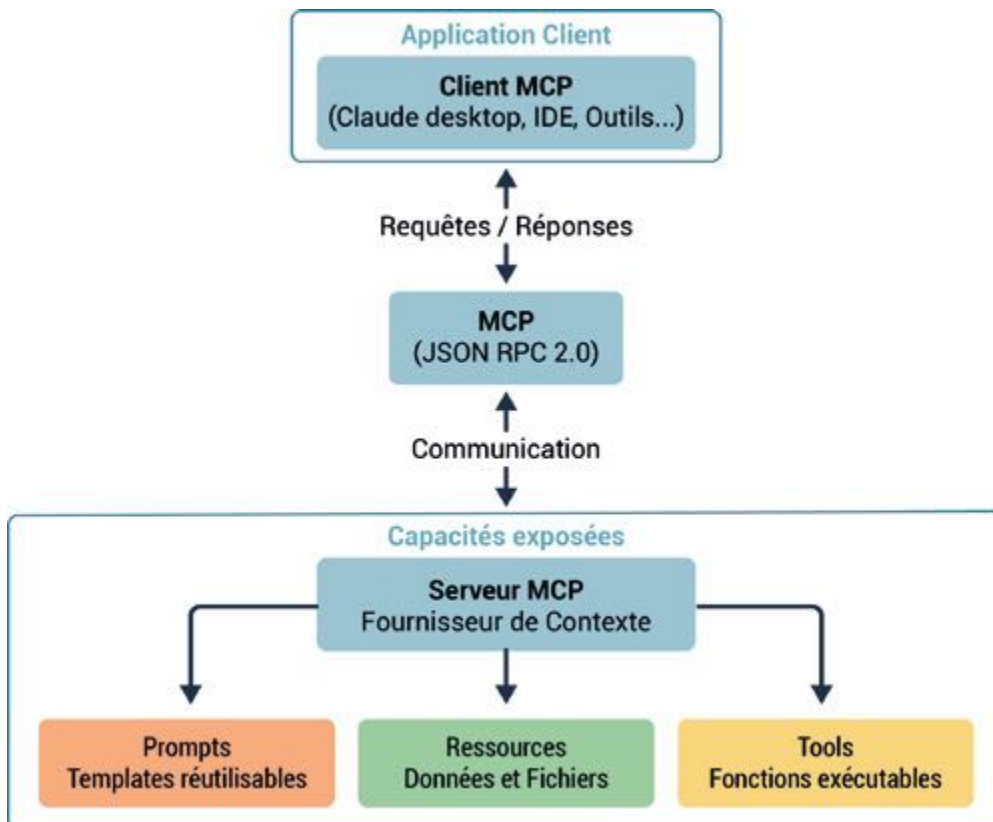 Application Client
Client MCP
(Claude desktop, IDE, Outils...)
Requêtes / Réponses
MCP
(JSON RPC 2.0)
Communication
Capacités exposées
Serveur MCP
Fournisseur de Contexte
Prompts
Templates réutilisables
Ressources
Données et Fichiers
Tools
Fonctions exécutables